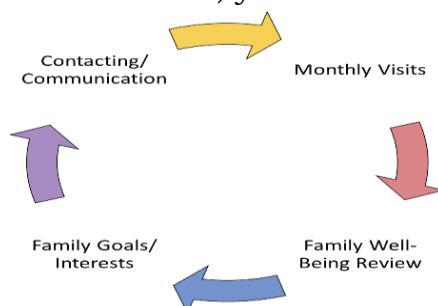 Contacting/
Communication
Monthly Visits
Family Goals/
Interests
Family Well-
Being Review